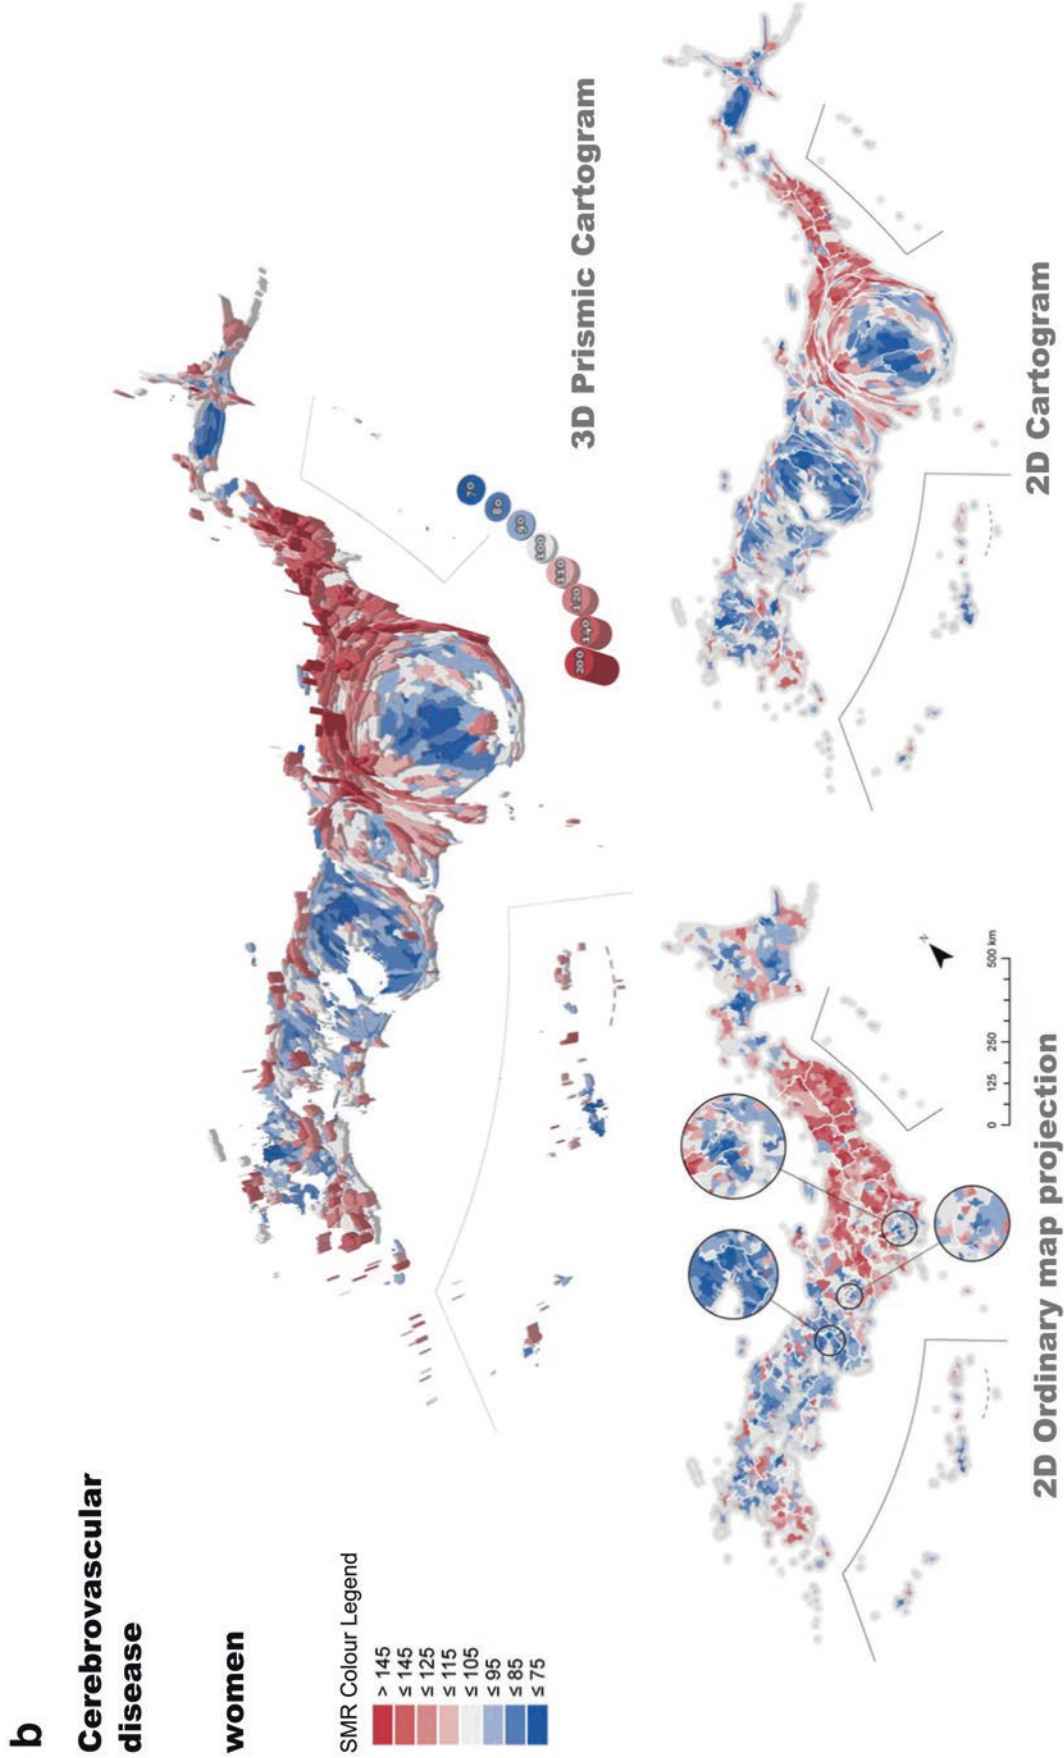 b
Cerebrovascular
disease
women
SMR Colour Legend
> 145
≤ 145
≤ 125
≤ 115
≤ 105
≤ 95
≤ 85
≤ 75
200
140
120
110
100
90
80
70
3D Prismic Cartogram
N
0 125 250 500 km
2D Ordinary map projection
2D Cartogram